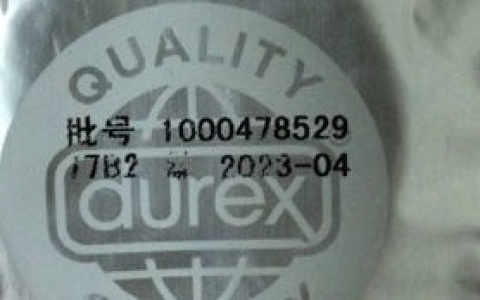 QUALITY
批号 1000478529
17B2 2023-04
durex